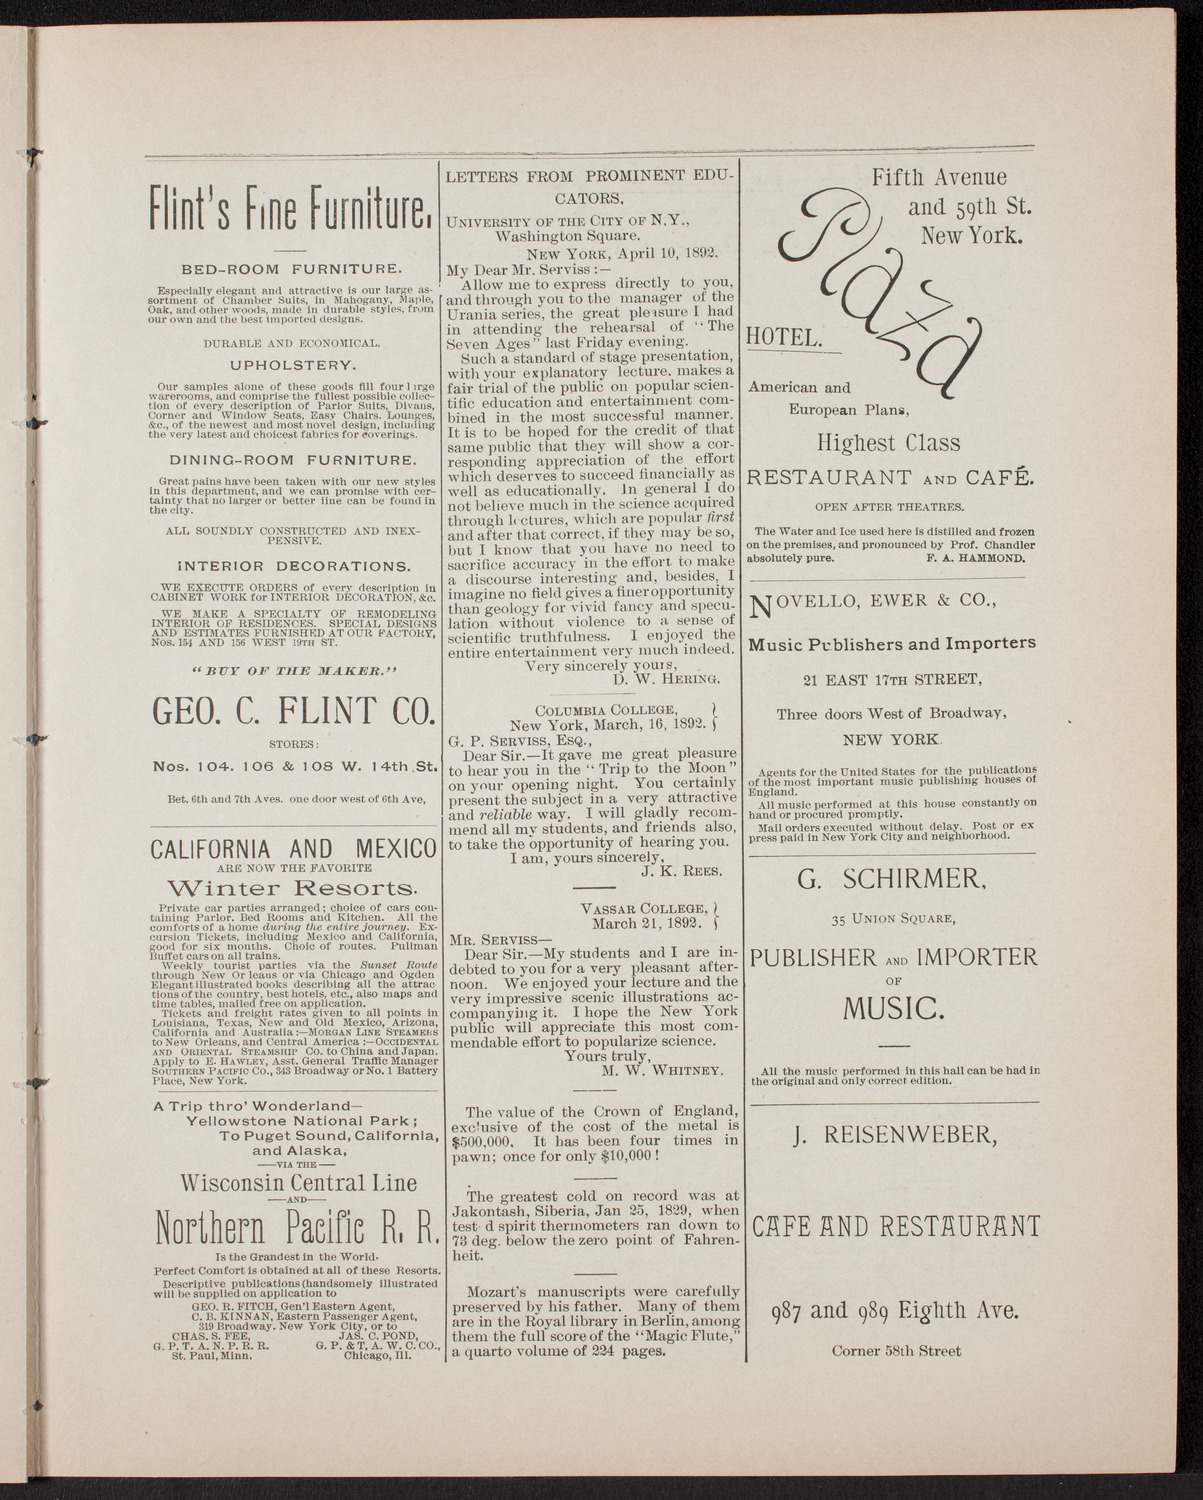 Flint's Fine Furniture,
BED-ROOM FURNITURE.
Especially elegant and attractive is our large as-
sortment of Chamber Suits, in Mahogany, Maple,
Oak, and other woods, made in durable styles, from
our own and the best imported designs.
DURABLE AND ECONOMICAL.
UPHOLSTERY.
Our samples alone of these goods fill four l rge
warerooms, and comprise the fullest possible collec-
tion of every description of Parlor Suits, Divans,
Corner and Window Seats, Easy Chairs. Lounges,
&c., of the newest and most novel design, including
the very latest and choicest fabrics for coverings.
DINING-ROOM FURNITURE.
Great pains have been taken with our new styles
in this department, and we can promise with cer-
tainty that no larger or better line can be found in
the city.
ALL SOUNDLY CONSTRUCTED AND INEX-
PENSIVE.
INTERIOR DECORATIONS.
WE EXECUTE ORDERS of every description in
CABINET WORK for INTERIOR DECORATION, &c.
WE MAKE A SPECIALTY OF REMODELING
INTERIOR OF RESIDENCES. SPECIAL DESIGNS
AND ESTIMATES FURNISHED AT OUR FACTORY,
Nos. 154 AND 156 WEST 19TH ST.
"BUY OF THE MAKER."
GEO. C. FLINT CO.
STORES:
Nos. 104. 106 & 108 W. 14th St.
Bet. 6th and 7th Aves. one door west of 6th Ave,
CALIFORNIA AND MEXICO
ARE NOW THE FAVORITE
Winter Resorts.
Private car parties arranged; choice of cars con-
taining Parlor. Bed Rooms and Kitchen. All the
comforts of a home during the entire journey. Ex-
cursion Tickets, including Mexico and California,
good for six months. Choic of routes. Pullman
Buffet cars on all trains.
Weekly tourist parties via the Sunset Route
through New Or leans or via Chicago and Ogden
Elegant illustrated books describing all the attrac
tions of the country, best hotels, etc., also maps and
time tables, mailed free on application.
Tickets and freight rates given to all points in
Louisiana, Texas, New and Old Mexico, Arizona,
California and Australia:—MORGAN LINE STEAMERS
to New Orleans, and Central America:—OCCIDENTAL
AND ORIENTAL STEAMSHIP Co. to China and Japan.
Apply to E. HAWLEY, Asst. General Traffic Manager
SOUTHERN PACIFIC Co., 343 Broadway or No. 1 Battery
Place, New York.
A Trip thro' Wonderland—
Yellowstone National Park;
To Puget Sound, California,
and Alaska,
—VIA THE—
Wisconsin Central Line
—AND—
Northern Pacific R. R.
Is the Grandest in the World.
Perfect Comfort is obtained at all of these Resorts.
Descriptive publications (handsomely illustrated
will be supplied on application to
GEO. R. FITCH, Gen'l Eastern Agent,
C. B. KINNAN, Eastern Passenger Agent,
319 Broadway. New York City, or to
CHAS. S. FEE, JAS. C. POND,
G. P. T. A. N. P. R. R. G. P. & T. A. W. C. CO.,
St. Paul, Minn. Chicago, Ill.
LETTERS FROM PROMINENT EDU-
CATORS,
UNIVERSITY OF THE CITY OF N.Y.,
Washington Square.
NEW YORK, April 10, 1892.
My Dear Mr. Serviss:—
Allow me to express directly to you,
and through you to the manager of the
Urania series, the great pleasure I had
in attending the rehearsal of "The
Seven Ages" last Friday evening.
Such a standard of stage presentation,
with your explanatory lecture. makes a
fair trial of the public on popular scien-
tific education and entertainment com-
bined in the most successful manner.
It is to be hoped for the credit of that
same public that they will show a cor-
responding appreciation of the effort
which deserves to succeed financially as
well as educationally. In general I do
not believe much in the science acquired
through lectures, which are popular first
and after that correct, if they may be so,
but I know that you have no need to
sacrifice accuracy in the effort to make
a discourse interesting and, besides, I
imagine no field gives a finer opportunity
than geology for vivid fancy and specu-
lation without violence to a sense of
scientific truthfulness. I enjoyed the
entire entertainment very much indeed.
Very sincerely yours,
D. W. HERING.
COLUMBIA COLLEGE, }
New York, March, 16, 1892. }
G. P. SERVISS, ESQ.,
Dear Sir.—It gave me great pleasure
to hear you in the "Trip to the Moon"
on your opening night. You certainly
present the subject in a very attractive
and reliable way. I will gladly recom-
mend all my students, and friends also,
to take the opportunity of hearing you.
I am, yours sincerely,
J. K. REES.
VASSAR COLLEGE, }
March 21, 1892. }
MR. SERVISS—
Dear Sir.—My students and I are in-
debted to you for a very pleasant after-
noon. We enjoyed your lecture and the
very impressive scenic illustrations ac-
companying it. I hope the New York
public will appreciate this most com-
mendable effort to popularize science.
Yours truly,
M. W. WHITNEY.
The value of the Crown of England,
exclusive of the cost of the metal is
$500,000. It has been four times in
pawn; once for only $10,000!
The greatest cold on record was at
Jakontash, Siberia, Jan 25, 1829, when
test d spirit thermometers ran down to
73 deg. below the zero point of Fahren-
heit.
Mozart's manuscripts were carefully
preserved by his father. Many of them
are in the Royal library in Berlin, among
them the full score of the "Magic Flute,"
a quarto volume of 224 pages.
Fifth Avenue
and 59th St.
New York.
Plaza
HOTEL.
American and
European Plans,
Highest Class
RESTAURANT AND CAFÉ.
OPEN AFTER THEATRES.
The Water and Ice used here is distilled and frozen
on the premises, and pronounced by Prof. Chandler
absolutely pure. F. A. HAMMOND.
NOVELLO, EWER & CO.,
Music Publishers and Importers
21 EAST 17TH STREET,
Three doors West of Broadway,
NEW YORK.
Agents for the United States for the publications
of the most important music publishing houses of
England.
All music performed at this house constantly on
hand or procured promptly.
Mail orders executed without delay. Post or ex
press paid in New York City and neighborhood.
G. SCHIRMER,
35 UNION SQUARE,
PUBLISHER AND IMPORTER
OF
MUSIC.
All the music performed in this hall can be had in
the original and only correct edition.
J. REISENWEBER,
CAFE AND RESTAURANT
987 and 989 Eighth Ave.
Corner 58th Street